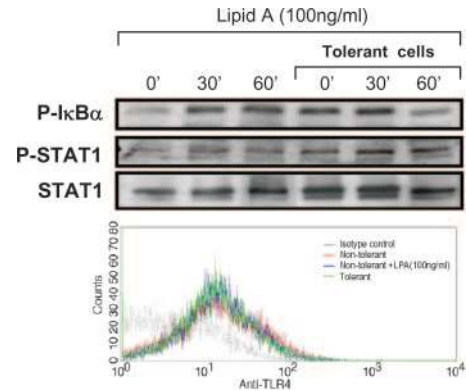 Lipid A (100ng/ml)
Tolerant cells
0' 30' 60' 0' 30' 60'
P-IκBα
P-STAT1
STAT1
80
70
60
50
40
30
20
10
0
Counts
Isotype control
Non-tolerant
Non-tolerant +LPA(100ng/ml)
Tolerant
10⁰ 10¹ 10² 10³ 10⁴
Anti-TLR4